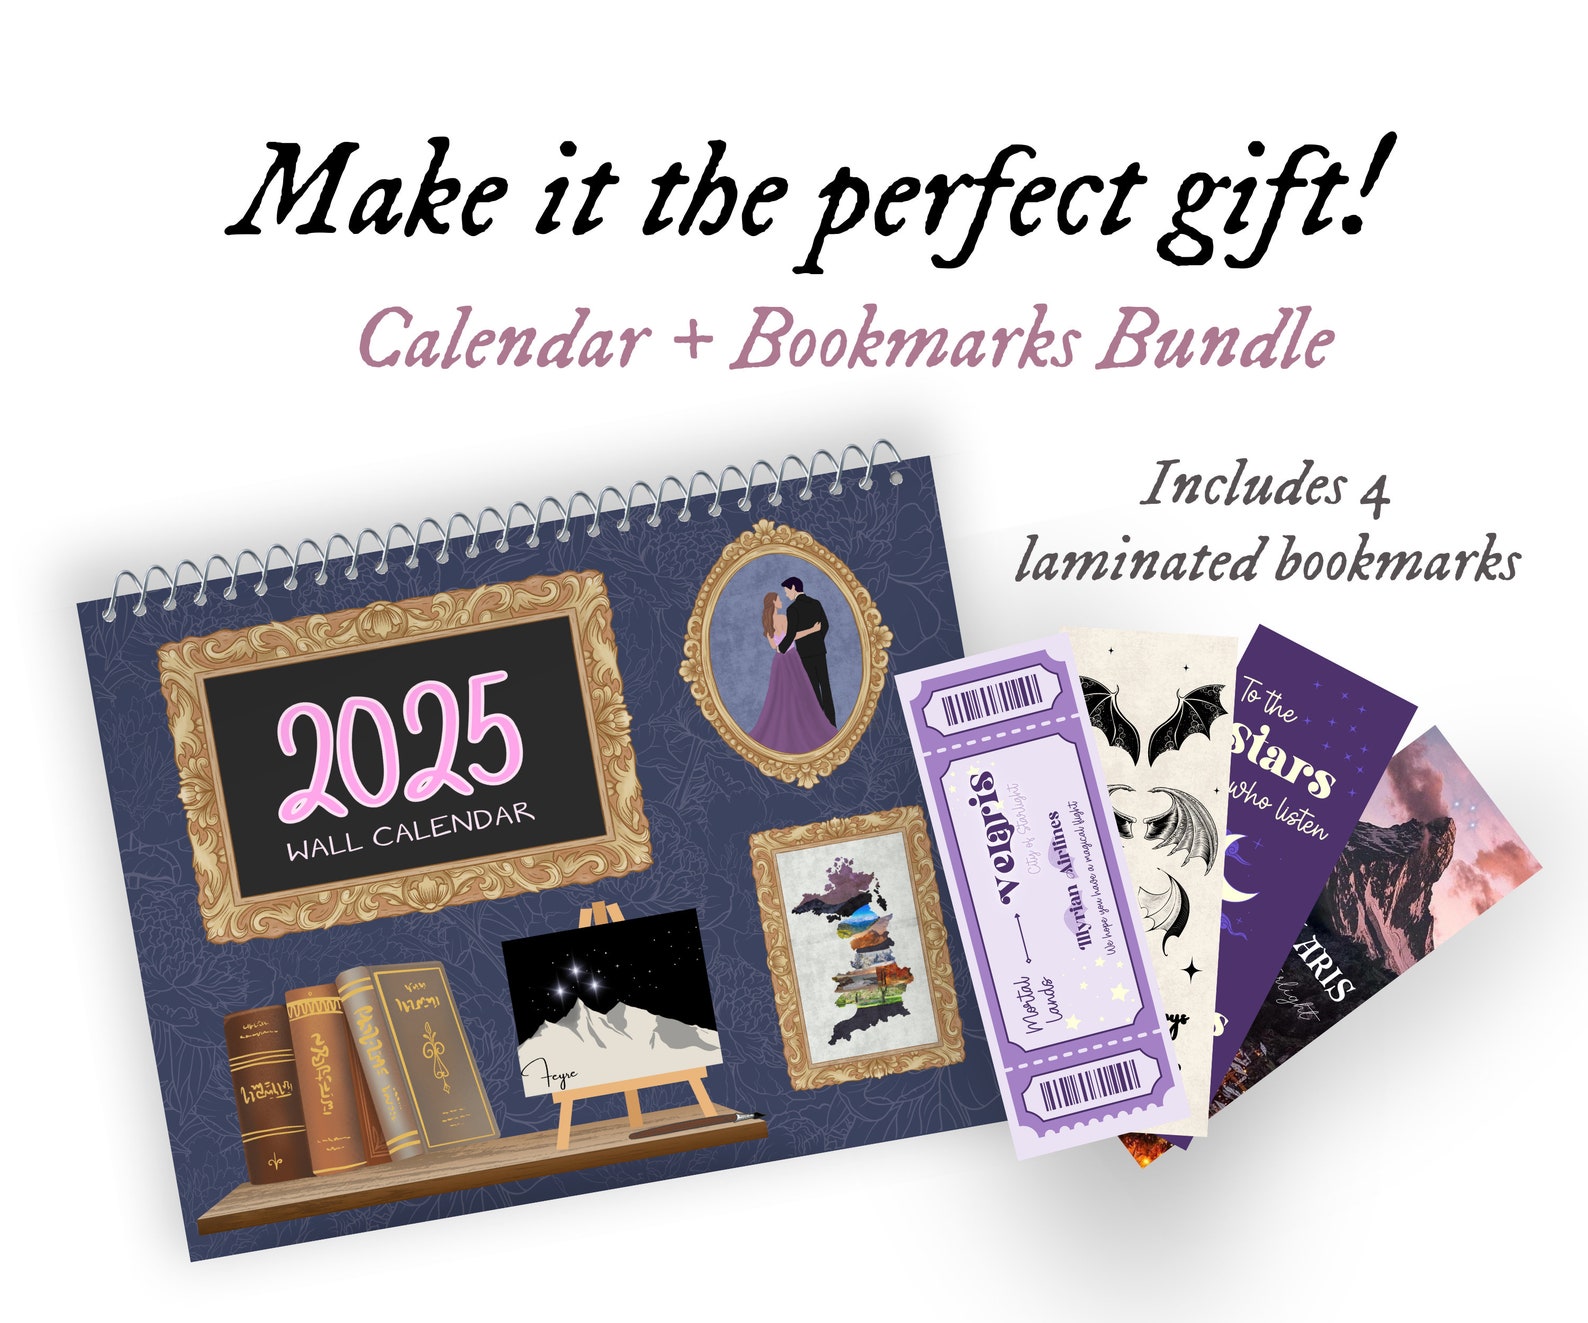 Make it the perfect gift!
Calendar + Bookmarks Bundle
Includes 4
laminated bookmarks
2025
WALL CALENDAR
Feyre
Mortal
Lands
Velaris
City of Starlight
Illyrian Airlines
We hope you have a magical flight
To the
stars
who listen
ARIS